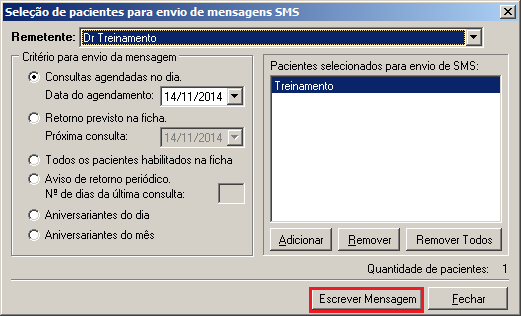 Seleção de pacientes para envio de mensagens SMS
Remetente: Dr Treinamento
Critério para envio da mensagem
Consultas agendadas no dia.
Data do agendamento: 14/11/2014
Retorno previsto na ficha.
Próxima consulta: 14/11/2014
Todos os pacientes habilitados na ficha
Aviso de retorno periódico.
Nº de dias da última consulta:
Aniversariantes do dia
Aniversariantes do mês
Pacientes selecionados para envio de SMS:
Treinamento
Adicionar Remover Remover Todos
Quantidade de pacientes: 1
Escrever Mensagem Fechar